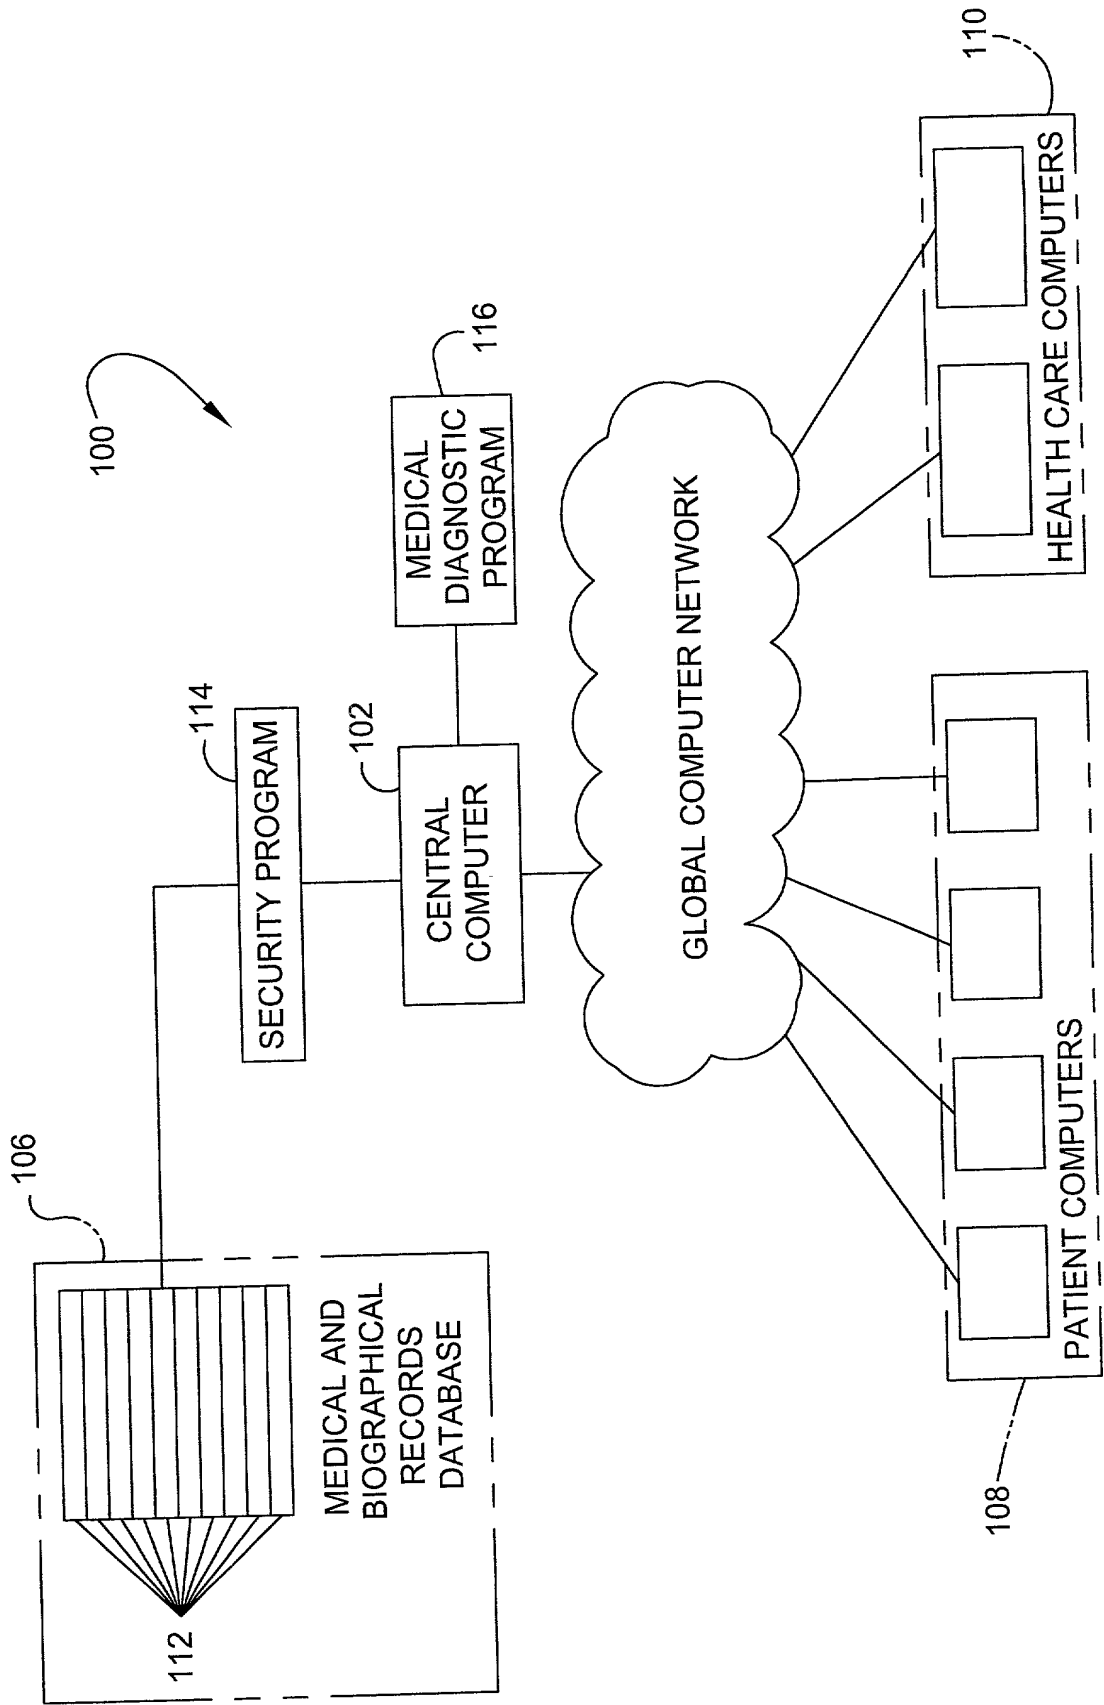 100
106
112
MEDICAL AND
BIOGRAPHICAL
RECORDS
DATABASE
114
SECURITY PROGRAM
102
CENTRAL
COMPUTER
116
MEDICAL
DIAGNOSTIC
PROGRAM
GLOBAL COMPUTER NETWORK
108
PATIENT COMPUTERS
110
HEALTH CARE COMPUTERS